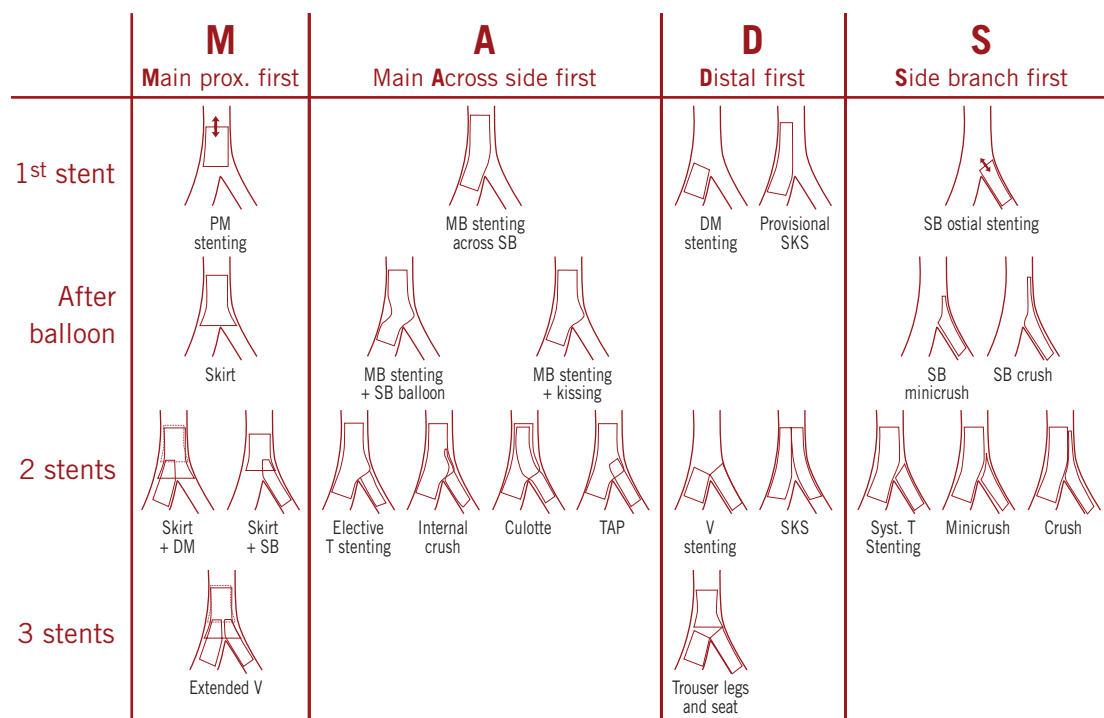 M
A
D
S
Main prox. first
Main Across side first
Distal first
Side branch first
1st stent
PM
stenting
MB stenting
across SB
DM
stenting
Provisional
SKS
SB ostial stenting
After
balloon
Skirt
MB stenting
+ SB balloon
MB stenting
+ kissing
SB
minicrush
SB crush
2 stents
Skirt
+ DM
Skirt
+ SB
Elective
T stenting
Internal
crush
Culotte
TAP
V
stenting
SKS
Syst. T
Stenting
Minicrush
Crush
3 stents
Extended V
Trouser legs
and seat